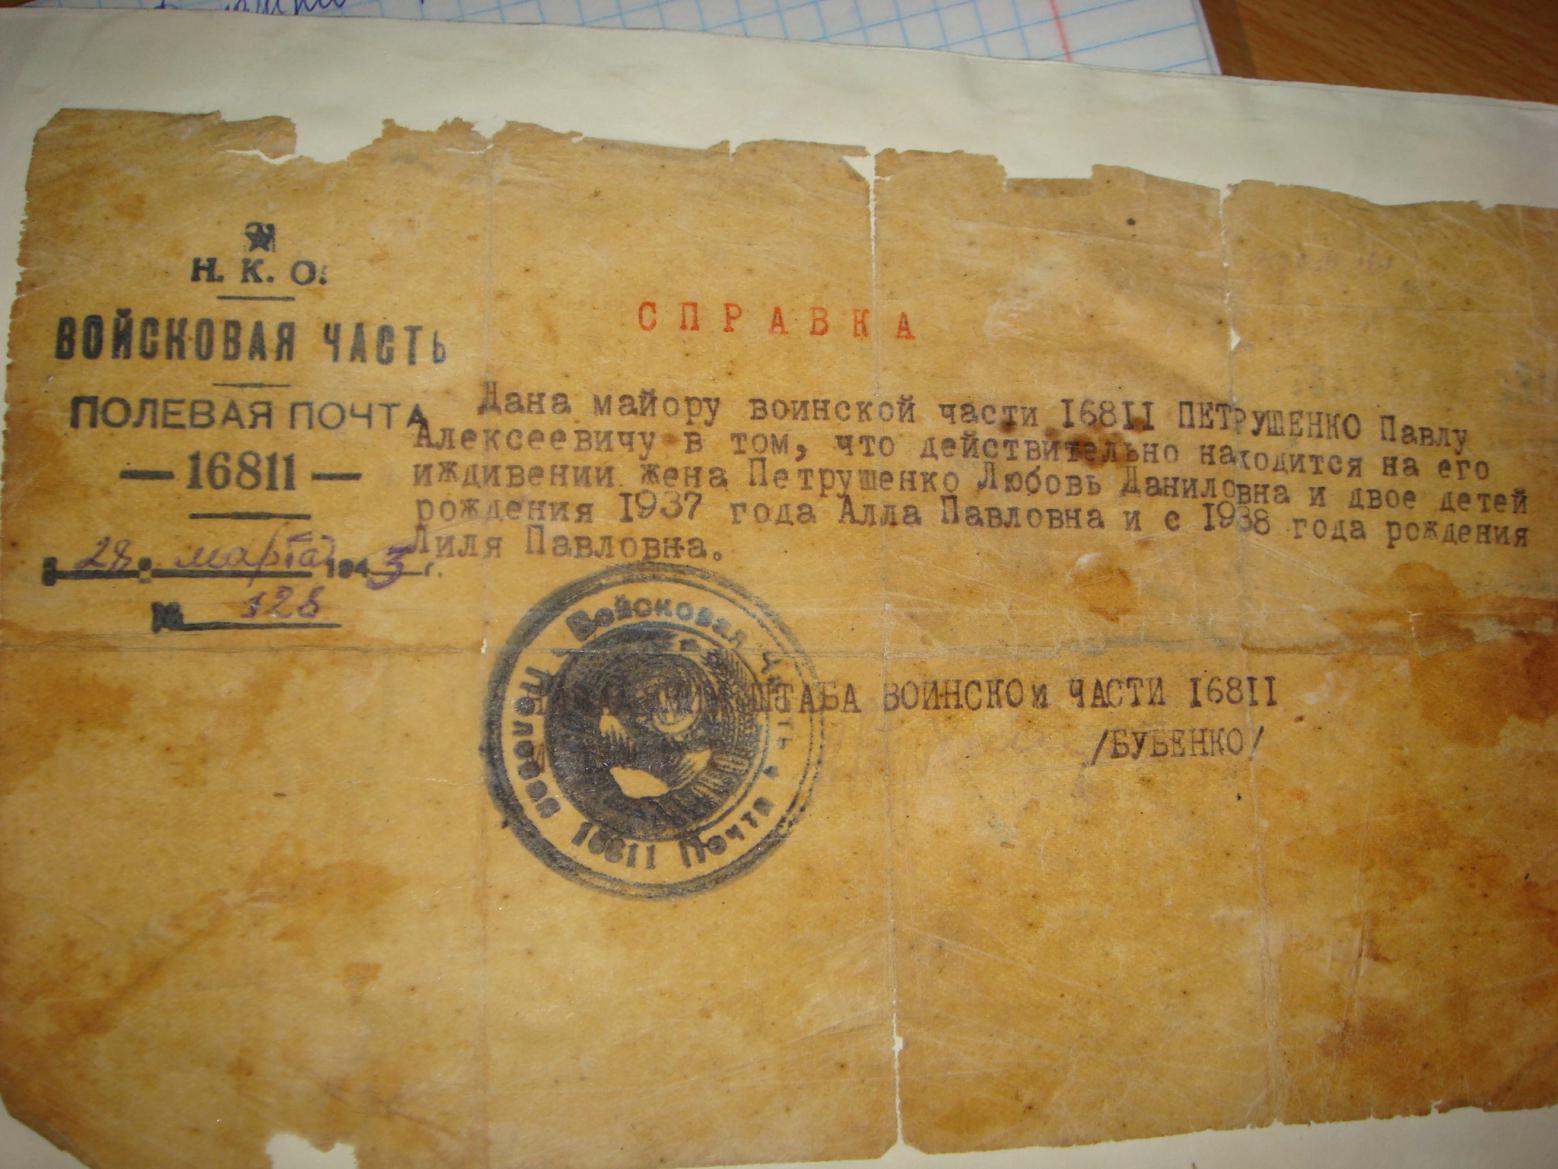 Н. К. О.
ВОЙСКОВАЯ ЧАСТЬ
ПОЛЕВАЯ ПОЧТА
— 16811 —
28 марта 1943 г.
№ 128
СПРАВКА
Дана майору воинской части 16811 ПЕТРУШЕНКО Павлу
Алексеевичу в том, что действительно находится на его
иждивении жена Петрушенко Любовь Даниловна и двое детей
рождения 1937 года Алла Павловна и с 1938 года рождения
Лиля Павловна.
ШТАБА ВОИНСКОй ЧАСТИ 16811
/БУБЕНКО/
Войсковая Часть
Полевая 16811 Почта